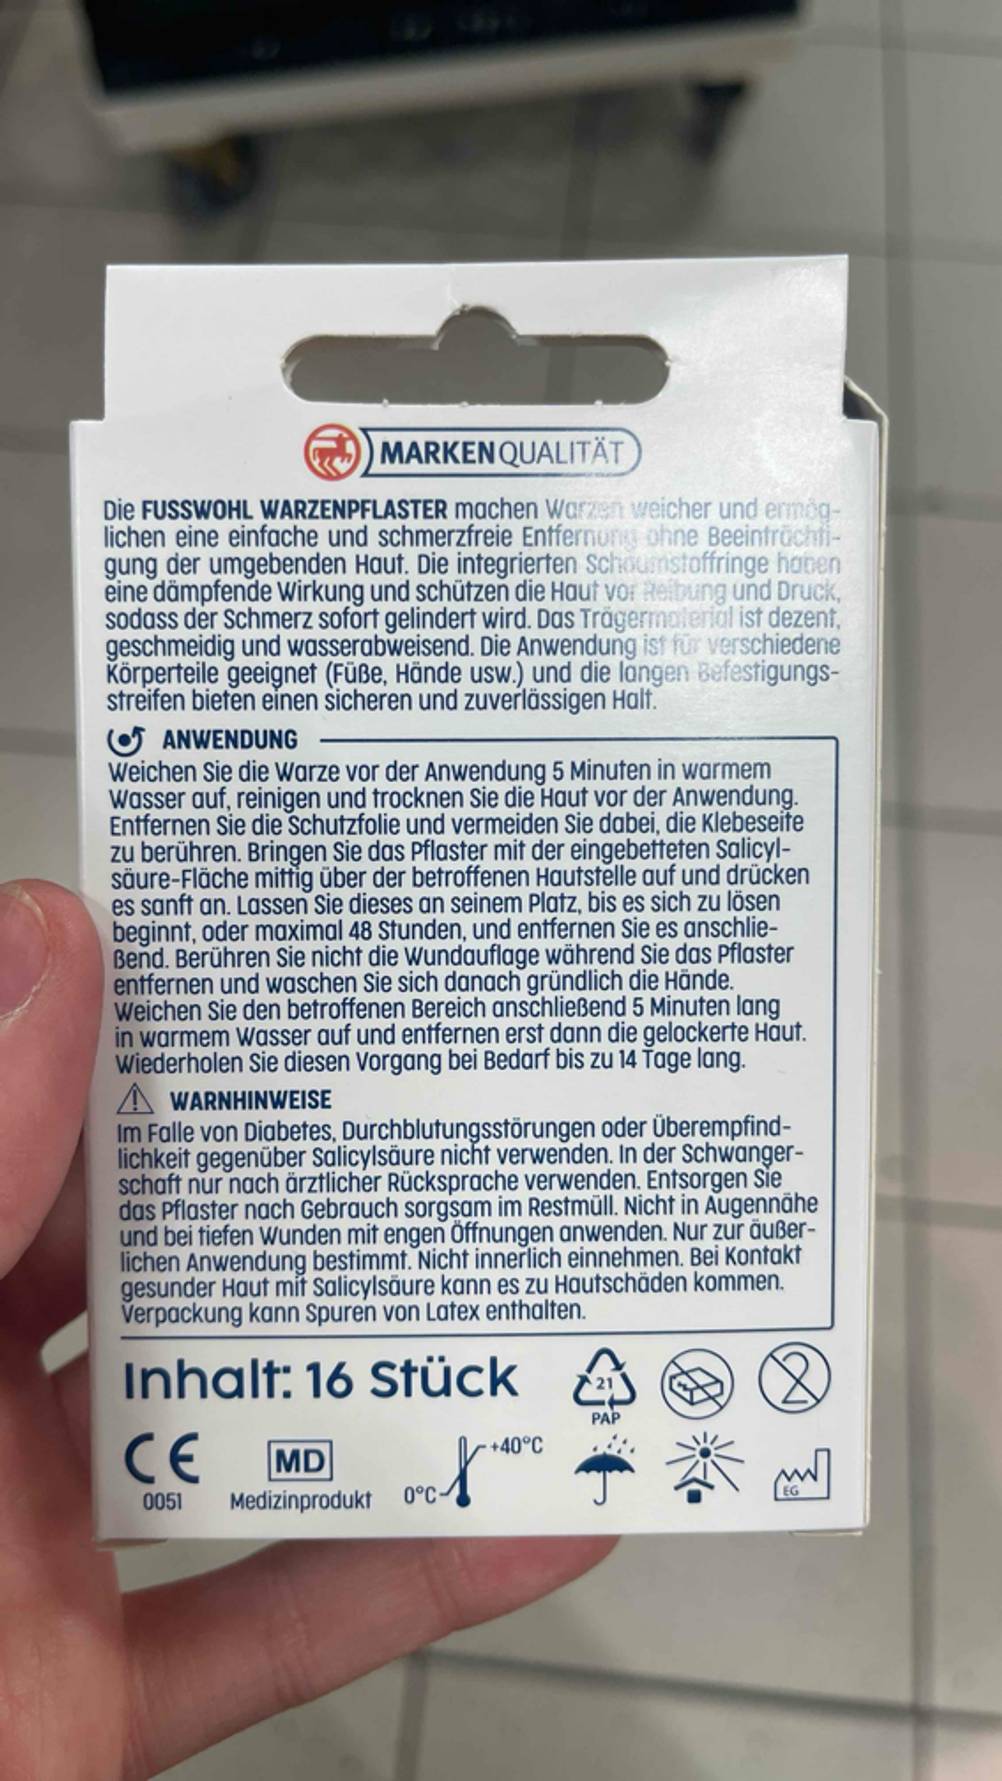 MARKENQUALITÄT
Die FUSSWOHL WARZENPFLASTER machen Warzen weicher und ermög-
lichen eine einfache und schmerzfreie Entfernung ohne Beeinträchti-
gung der umgebenden Haut. Die integrierten Schaumstoffringe haben
eine dämpfende Wirkung und schützen die Haut vor Reibung und Druck,
sodass der Schmerz sofort gelindert wird. Das Trägermaterial ist dezent,
geschmeidig und wasserabweisend. Die Anwendung ist für verschiedene
Körperteile geeignet (Füße, Hände usw.) und die langen Befestigungs-
streifen bieten einen sicheren und zuverlässigen Halt.
ANWENDUNG
Weichen Sie die Warze vor der Anwendung 5 Minuten in warmem
Wasser auf, reinigen und trocknen Sie die Haut vor der Anwendung.
Entfernen Sie die Schutzfolie und vermeiden Sie dabei, die Klebeseite
zu berühren. Bringen Sie das Pflaster mit der eingebetteten Salicyl-
säure-Fläche mittig über der betroffenen Hautstelle auf und drücken
es sanft an. Lassen Sie dieses an seinem Platz, bis es sich zu lösen
beginnt, oder maximal 48 Stunden, und entfernen Sie es anschlie-
ßend. Berühren Sie nicht die Wundauflage während Sie das Pflaster
entfernen und waschen Sie sich danach gründlich die Hände.
Weichen Sie den betroffenen Bereich anschließend 5 Minuten lang
in warmem Wasser auf und entfernen erst dann die gelockerte Haut.
Wiederholen Sie diesen Vorgang bei Bedarf bis zu 14 Tage lang.
WARNHINWEISE
Im Falle von Diabetes, Durchblutungsstörungen oder Überempfind-
lichkeit gegenüber Salicylsäure nicht verwenden. In der Schwanger-
schaft nur nach ärztlicher Rücksprache verwenden. Entsorgen Sie
das Pflaster nach Gebrauch sorgsam im Restmüll. Nicht in Augennähe
und bei tiefen Wunden mit engen Öffnungen anwenden. Nur zur äußer-
lichen Anwendung bestimmt. Nicht innerlich einnehmen. Bei Kontakt
gesunder Haut mit Salicylsäure kann es zu Hautschäden kommen.
Verpackung kann Spuren von Latex enthalten.
Inhalt: 16 Stück
21
PAP
2
CE
0051
MD
Medizinprodukt
0°C
+40°C
EG